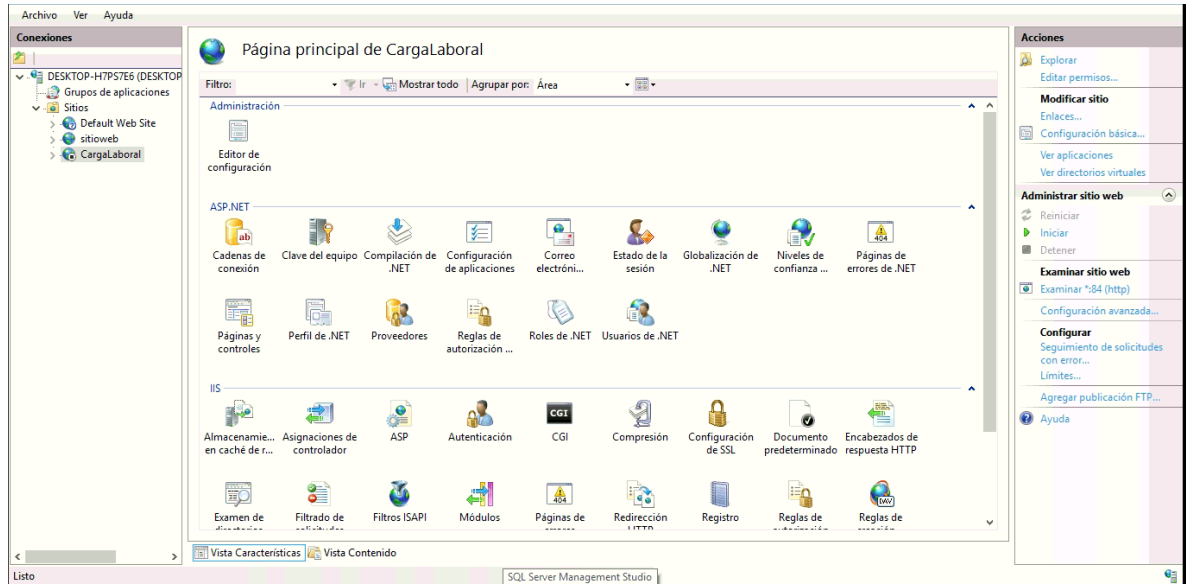 Archivo Ver Ayuda
Conexiones
DESKTOP-H7PS7E6 (DESKTOP
Grupos de aplicaciones
Sitios
Default Web Site
sitioweb
CargaLaboral
Página principal de CargaLaboral
Filtro: Ir Mostrar todo Agrupar por: Área
Administración
Editor de
configuración
ASP.NET
Cadenas de
conexión
Clave del equipo
Compilación de
.NET
Configuración
de aplicaciones
Correo
electróni...
Estado de la
sesión
Globalización de
.NET
Niveles de
confianza ...
Páginas de
errores de .NET
Páginas y
controles
Perfil de .NET
Proveedores
Reglas de
autorización ...
Roles de .NET
Usuarios de .NET
IIS
Almacenamie...
en caché de r...
Asignaciones de
controlador
ASP
Autenticación
CGI
Compresión
Configuración
de SSL
Documento
predeterminado
Encabezados de
respuesta HTTP
Examen de
Filtrado de
Filtros ISAPI
Módulos
Páginas de
Redirección
HTTP
Registro
Reglas de
Reglas de
Vista Características Vista Contenido
Acciones
Explorar
Editar permisos...
Modificar sitio
Enlaces...
Configuración básica...
Ver aplicaciones
Ver directorios virtuales
Administrar sitio web
Reiniciar
Iniciar
Detener
Examinar sitio web
Examinar *:84 (http)
Configuración avanzada...
Configurar
Seguimiento de solicitudes
con error...
Límites...
Agregar publicación FTP...
Ayuda
Listo
SQL Server Management Studio